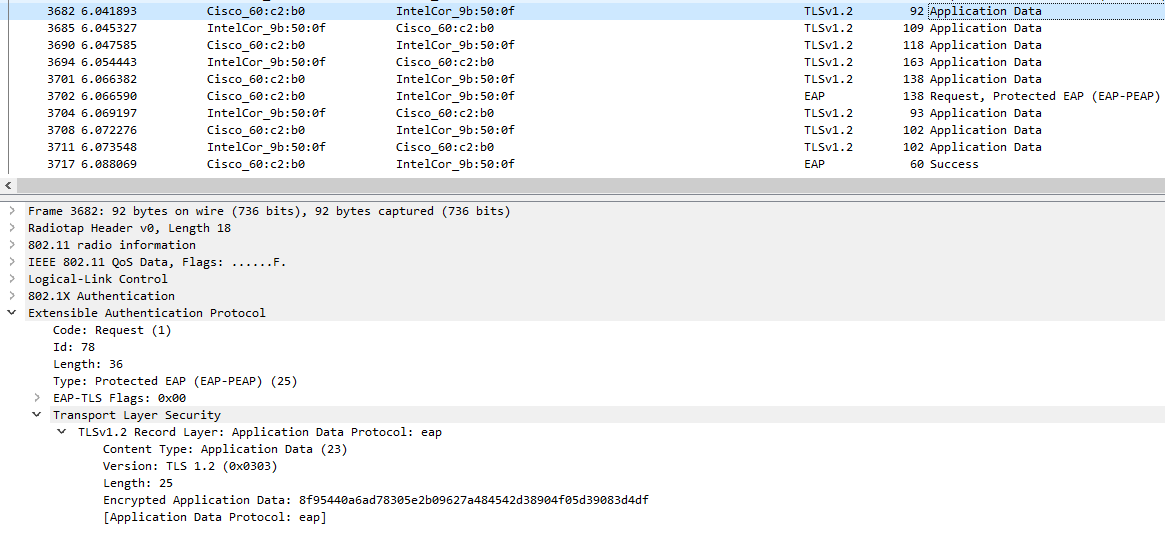 3682 6.041893 Cisco_60:c2:b0 IntelCor_9b:50:0f TLSv1.2 92 Application Data
3685 6.045327 IntelCor_9b:50:0f Cisco_60:c2:b0 TLSv1.2 109 Application Data
3690 6.047585 Cisco_60:c2:b0 IntelCor_9b:50:0f TLSv1.2 118 Application Data
3694 6.054443 IntelCor_9b:50:0f Cisco_60:c2:b0 TLSv1.2 163 Application Data
3701 6.066382 Cisco_60:c2:b0 IntelCor_9b:50:0f TLSv1.2 138 Application Data
3702 6.066590 Cisco_60:c2:b0 IntelCor_9b:50:0f EAP 138 Request, Protected EAP (EAP-PEAP)
3704 6.069197 IntelCor_9b:50:0f Cisco_60:c2:b0 TLSv1.2 93 Application Data
3708 6.072276 Cisco_60:c2:b0 IntelCor_9b:50:0f TLSv1.2 102 Application Data
3711 6.073548 IntelCor_9b:50:0f Cisco_60:c2:b0 TLSv1.2 102 Application Data
3717 6.088069 Cisco_60:c2:b0 IntelCor_9b:50:0f EAP 60 Success
Frame 3682: 92 bytes on wire (736 bits), 92 bytes captured (736 bits)
Radiotap Header v0, Length 18
802.11 radio information
IEEE 802.11 QoS Data, Flags: ......F.
Logical-Link Control
802.1X Authentication
Extensible Authentication Protocol
Code: Request (1)
Id: 78
Length: 36
Type: Protected EAP (EAP-PEAP) (25)
EAP-TLS Flags: 0x00
Transport Layer Security
TLSv1.2 Record Layer: Application Data Protocol: eap
Content Type: Application Data (23)
Version: TLS 1.2 (0x0303)
Length: 25
Encrypted Application Data: 8f95440a6ad78305e2b09627a484542d38904f05d39083d4df
[Application Data Protocol: eap]